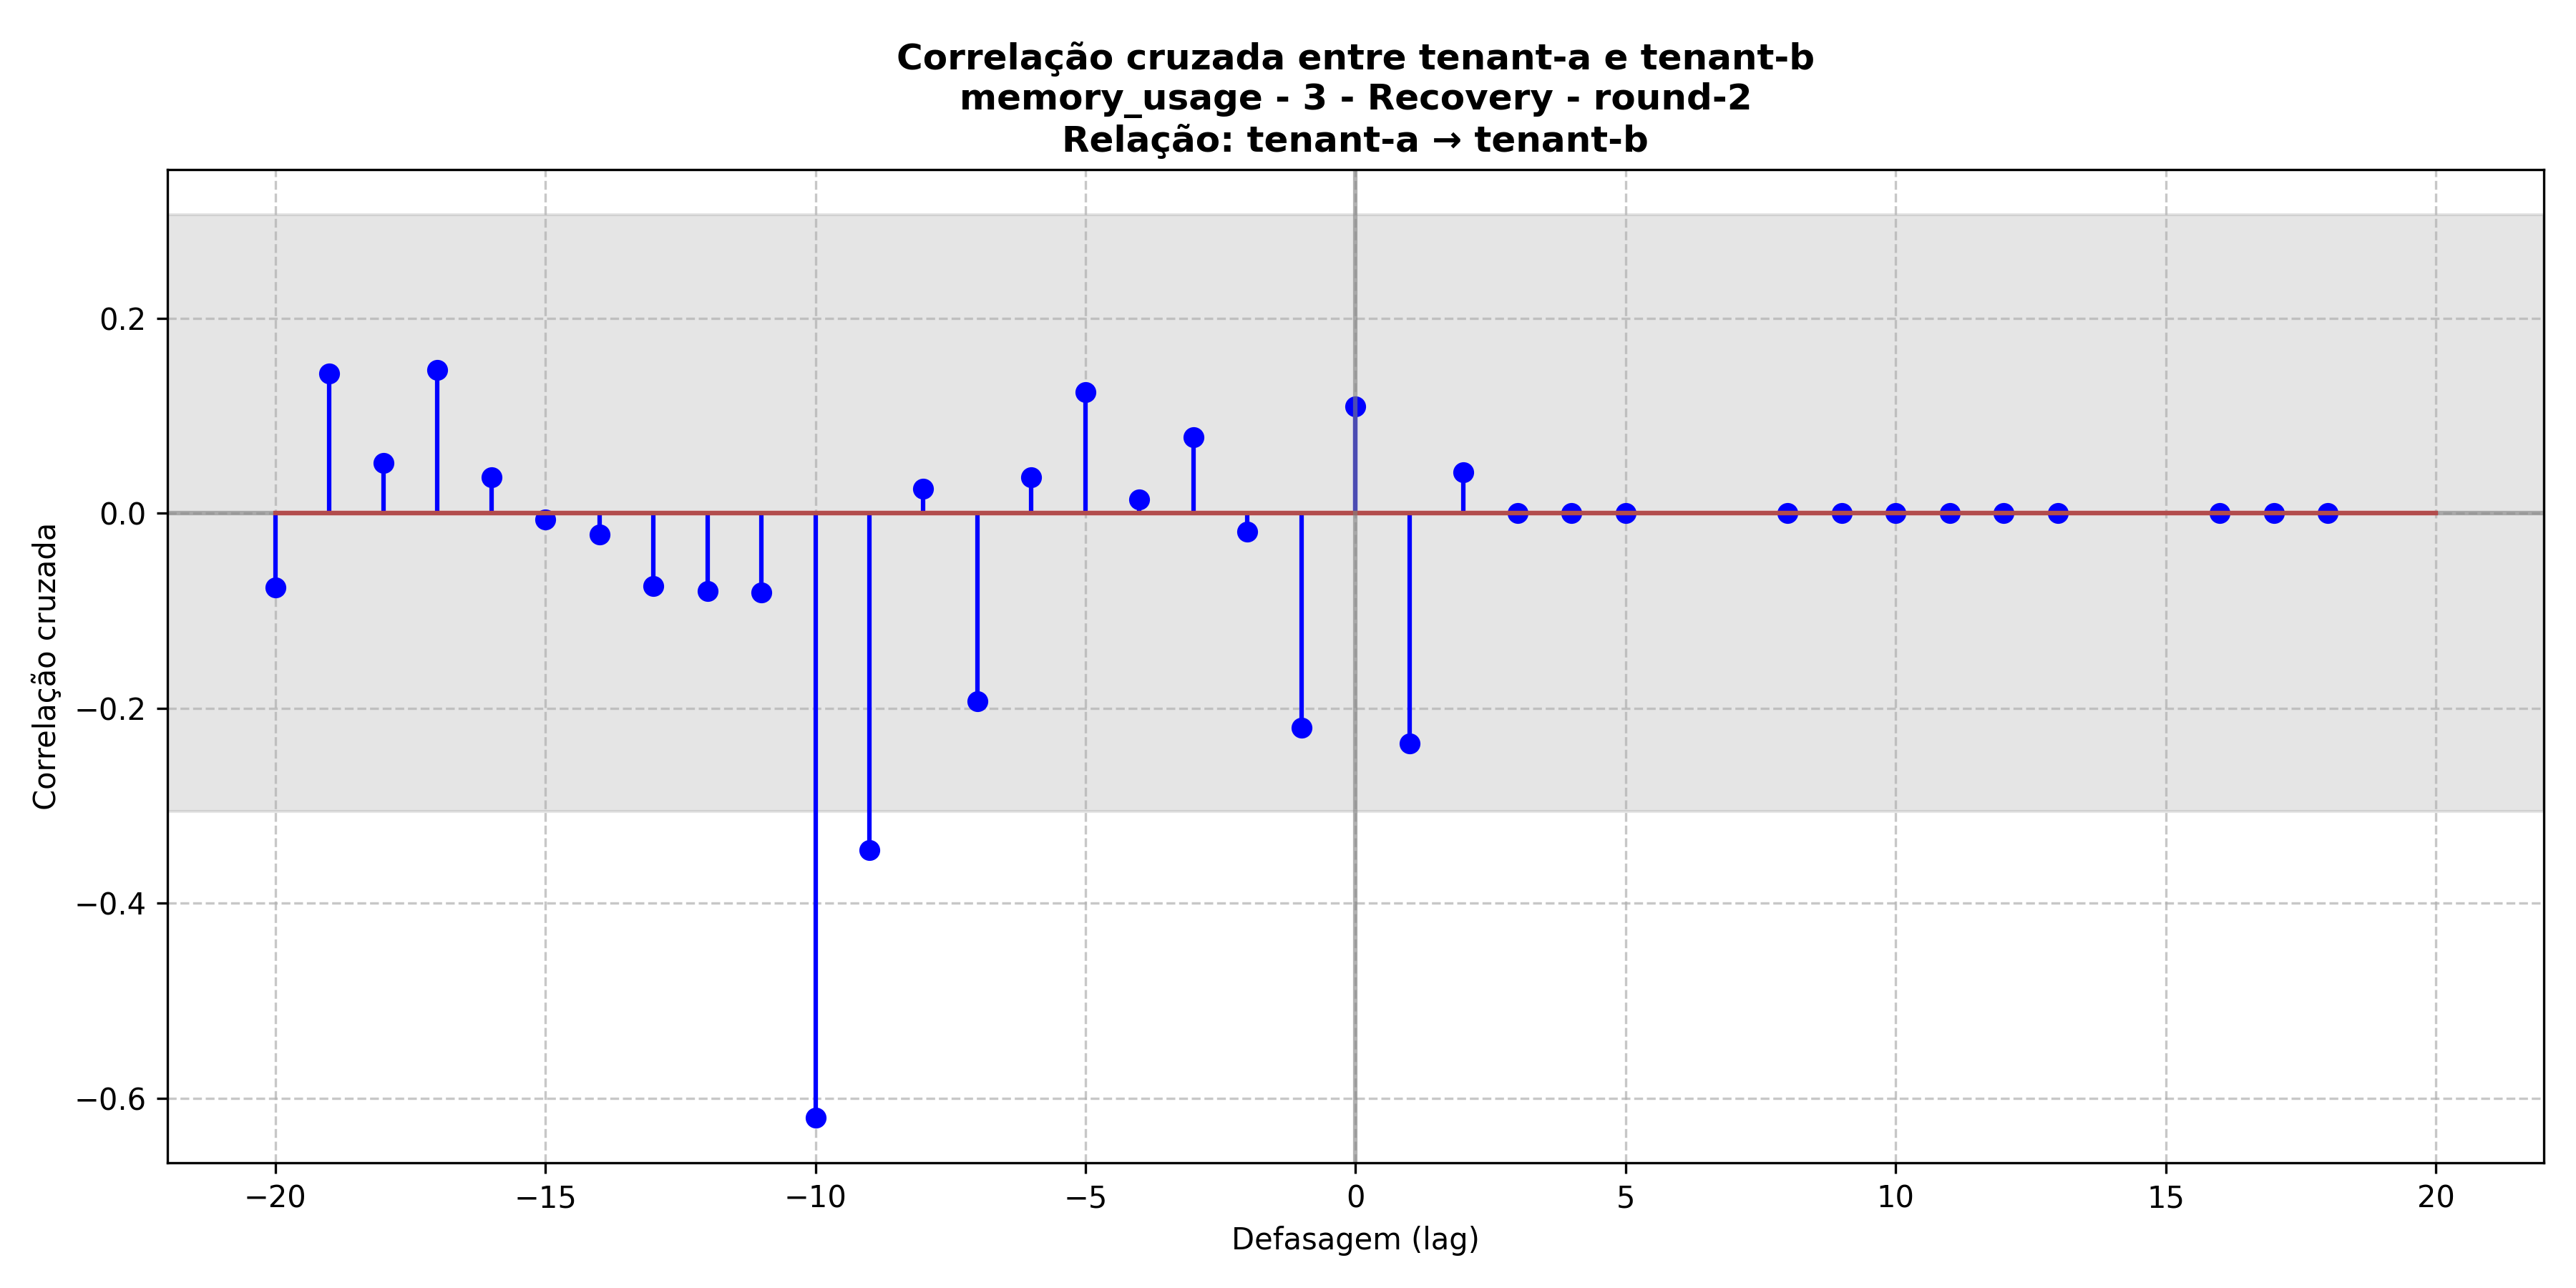 Correlação cruzada entre tenant-a e tenant-b
memory_usage - 3 - Recovery - round-2
Relação: tenant-a → tenant-b
Correlação cruzada
0.2
0.0
−0.2
−0.4
−0.6
−20 −15 −10 −5 0 5 10 15 20
Defasagem (lag)